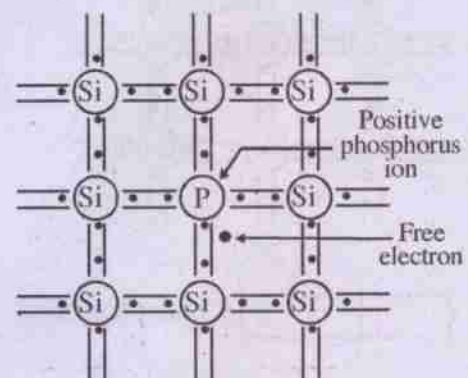 Si Si Si
Positive
phosphorus
ion
Si P Si
Free
electron
Si Si Si